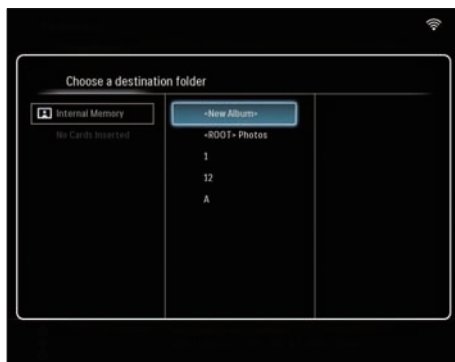 Choose a destination folder
Internal Memory
No Cards Inserted
<New Album>
<ROOT> Photos
1
12
A